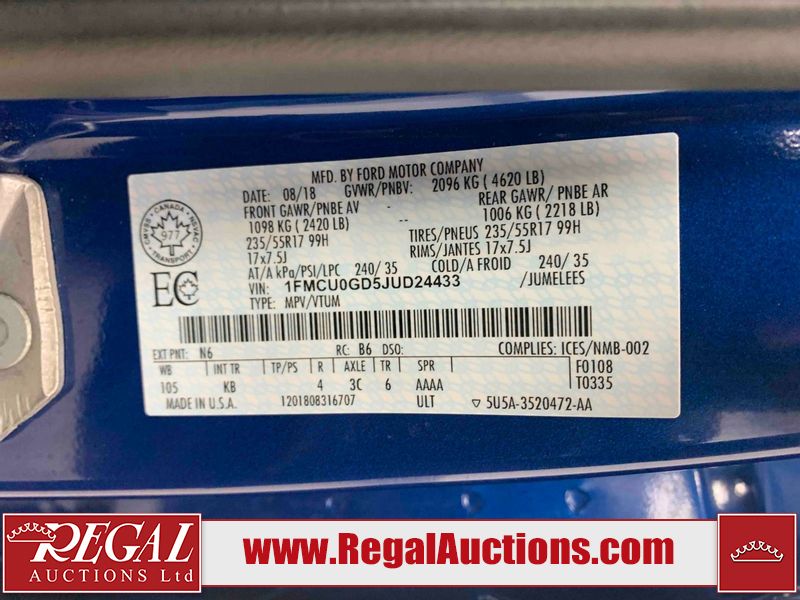 MFD. BY FORD MOTOR COMPANY
DATE: 08/18 GVWR/PNBV: 2096 KG ( 4620 LB)
FRONT GAWR/PNBE AV - REAR GAWR/ PNBE AR
1098 KG ( 2420 LB) -- 1006 KG ( 2218 LB)
235/55R17 99H TIRES/PNEUS 235/55R17 99H
17x7.5J RIMS/JANTES 17x7.5J
AT/A kPa/PSI/LPC 240/ 35 COLD/A FROID 240/ 35
VIN: 1FMCU0GD5JUD24433 /JUMELEES
TYPE: MPV/VTUM
CANADA
CMVSS NSVAC
977
TRANSPORT
EC
EXT PNT: N6 RC: B6 DSO: COMPLIES: ICES/NMB-002
WB INT TR TP/PS R AXLE TR SPR F0108
105 KB 4 3C 6 AAAA T0335
MADE IN U.S.A. 1201808316707 ULT ▽ 5U5A-3520472-AA
REGAL
AUCTIONS Ltd
www.RegalAuctions.com